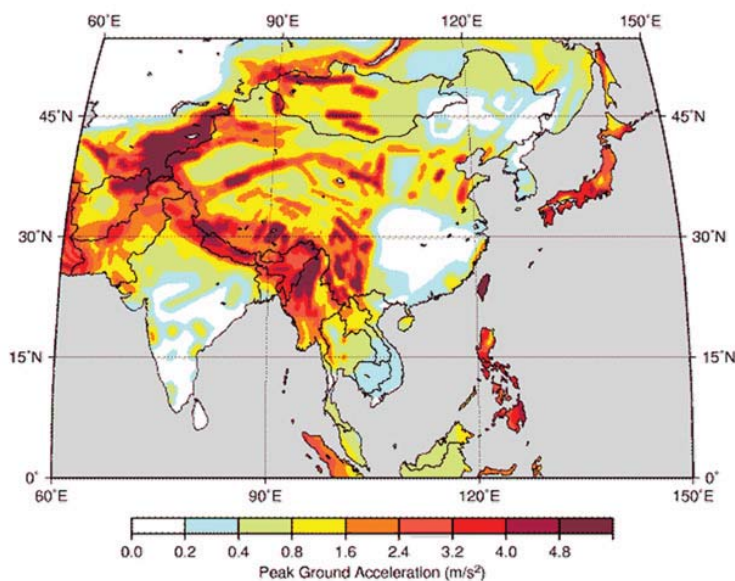 60˚E 90˚E 120˚E 150˚E
45˚N 45˚N
30˚N 30˚N
15˚N 15˚N
0˚ 0˚
60˚E 90˚E 120˚E 150˚E
0.0 0.2 0.4 0.8 1.6 2.4 3.2 4.0 4.8
Peak Ground Acceleration (m/s²)